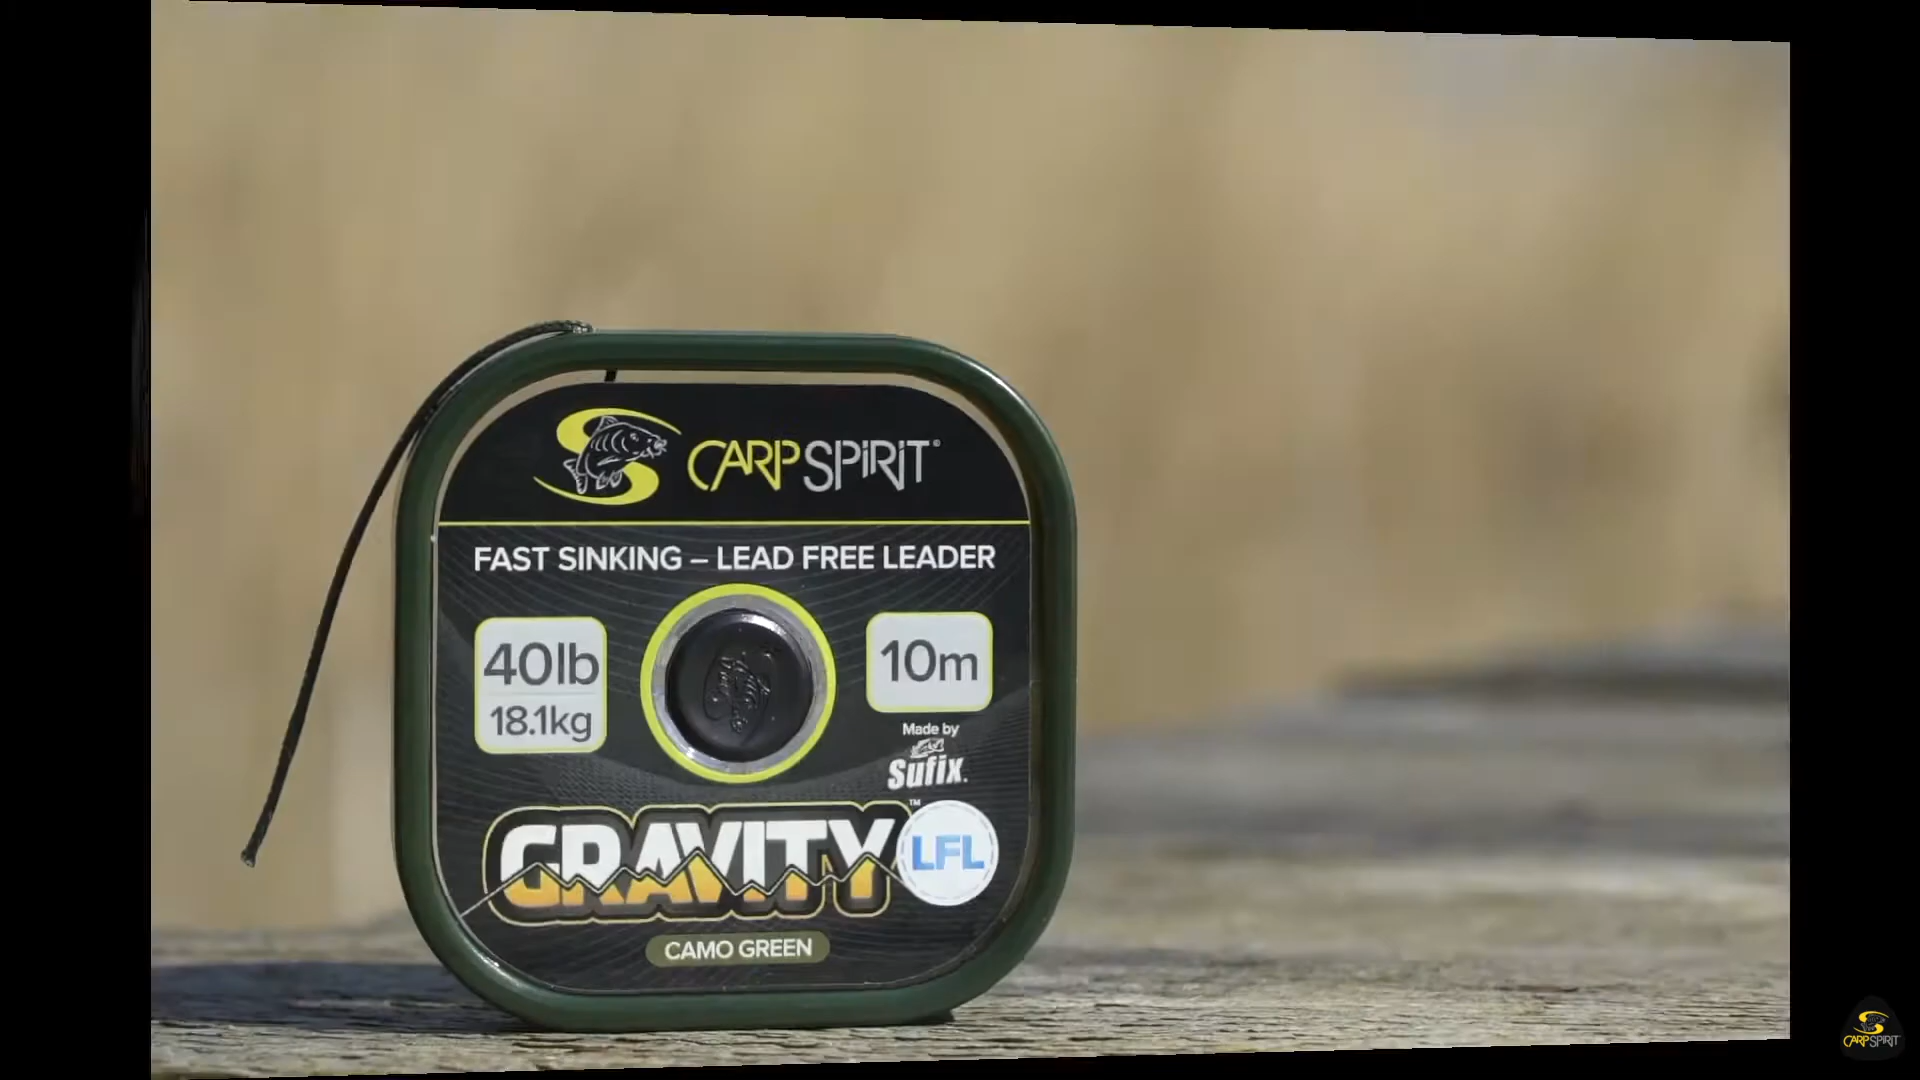 CARP SPIRIT®
FAST SINKING – LEAD FREE LEADER
40lb
18.1kg
10m
Made by
Sufix.
GRAVITY™
LFL
CAMO GREEN
CARP SPIRIT